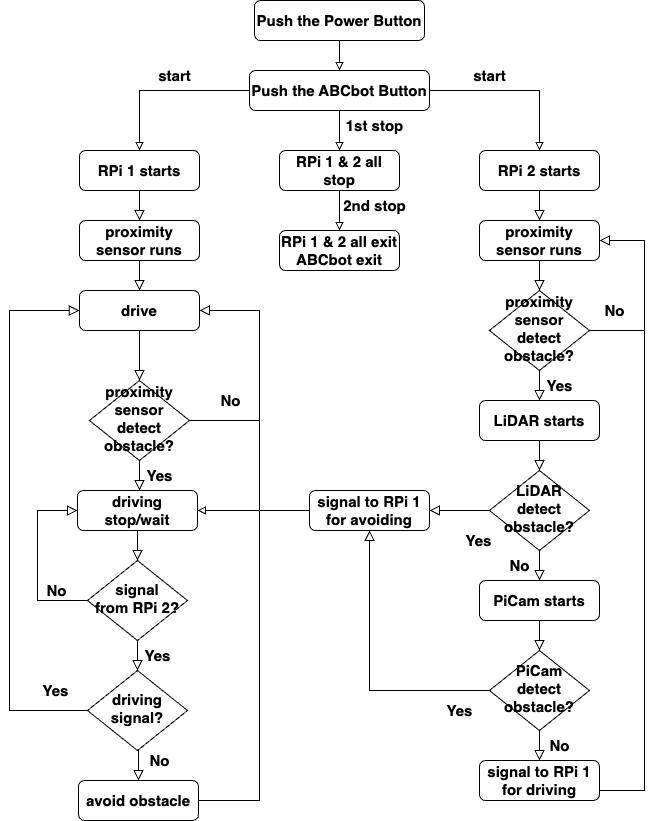 Push the Power Button
start
Push the ABCbot Button
start
1st stop
RPi 1 starts
RPi 1 & 2 all
stop
RPi 2 starts
2nd stop
proximity
sensor runs
RPi 1 & 2 all exit
ABCbot exit
proximity
sensor runs
drive
proximity
sensor
detect
obstacle?
No
Yes
proximity
sensor
detect
obstacle?
No
Yes
LiDAR starts
driving
stop/wait
signal to RPi 1
for avoiding
LiDAR
detect
obstacle?
Yes
No
signal
from RPi 2?
No
Yes
PiCam starts
driving
signal?
Yes
No
PiCam
detect
obstacle?
Yes
No
avoid obstacle
signal to RPi 1
for driving